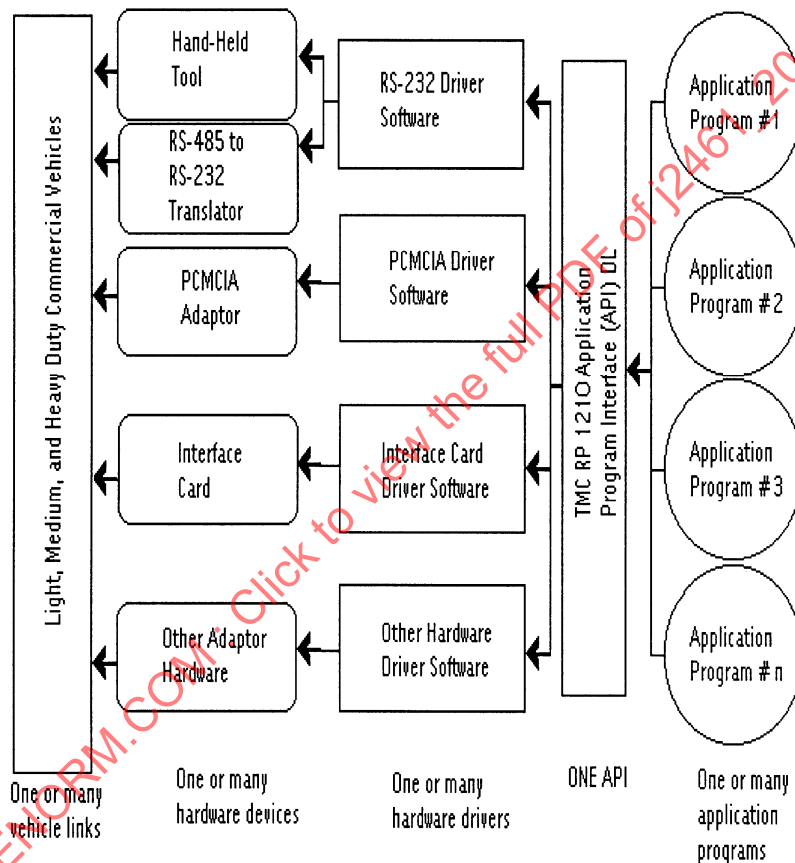 Light, Medium, and Heavy Duty Commercial Vehicles
Hand-Held
Tool
RS-485 to
RS-232
Translator
PCMCIA
Adaptor
Interface
Card
Other Adaptor
Hardware
RS-232 Driver
Software
PCMCIA Driver
Software
Interface Card
Driver Software
Other Hardware
Driver Software
TMC RP 1210 Application
Program Interface (API) DL
Application
Program #1
Application
Program #2
Application
Program #3
Application
Program #n
One or many
vehicle links
One or many
hardware devices
One or many
hardware drivers
ONE API
One or many
application
programs
ENORM.COM : Click to view the full PDF of j2461_20